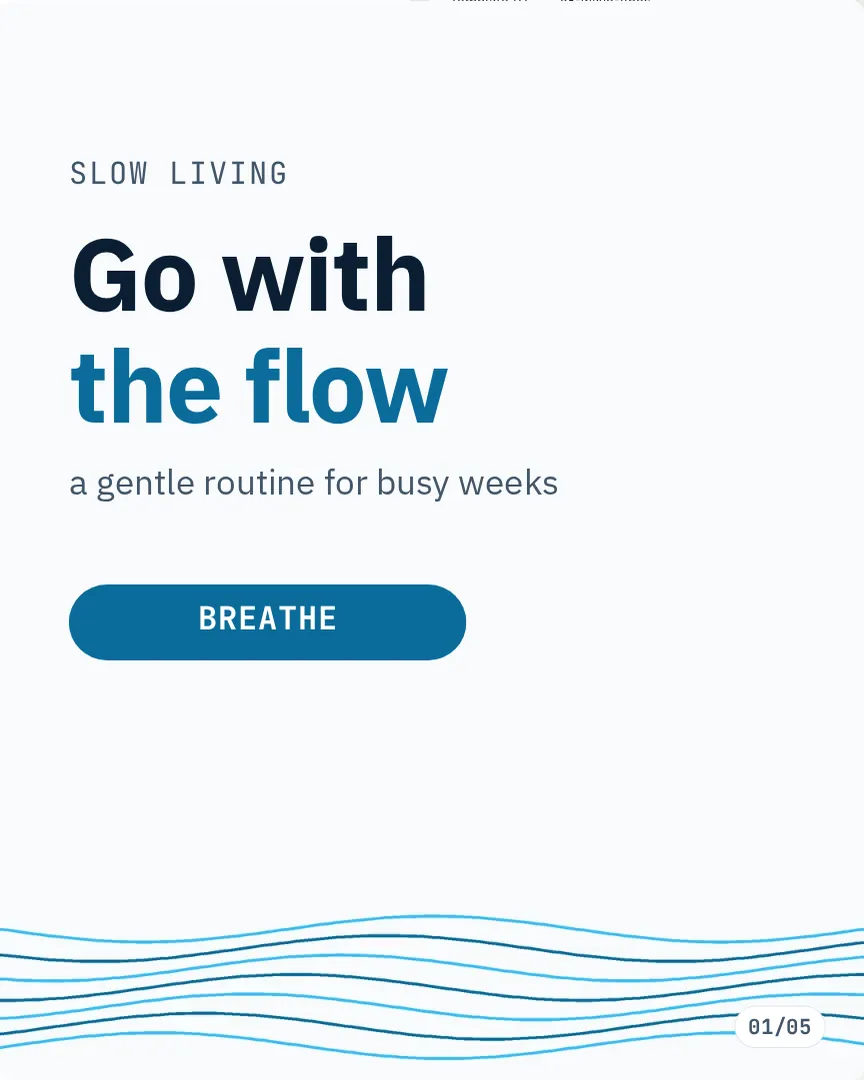 SLOW LIVING
Go with
the flow
a gentle routine for busy weeks
BREATHE
01/05